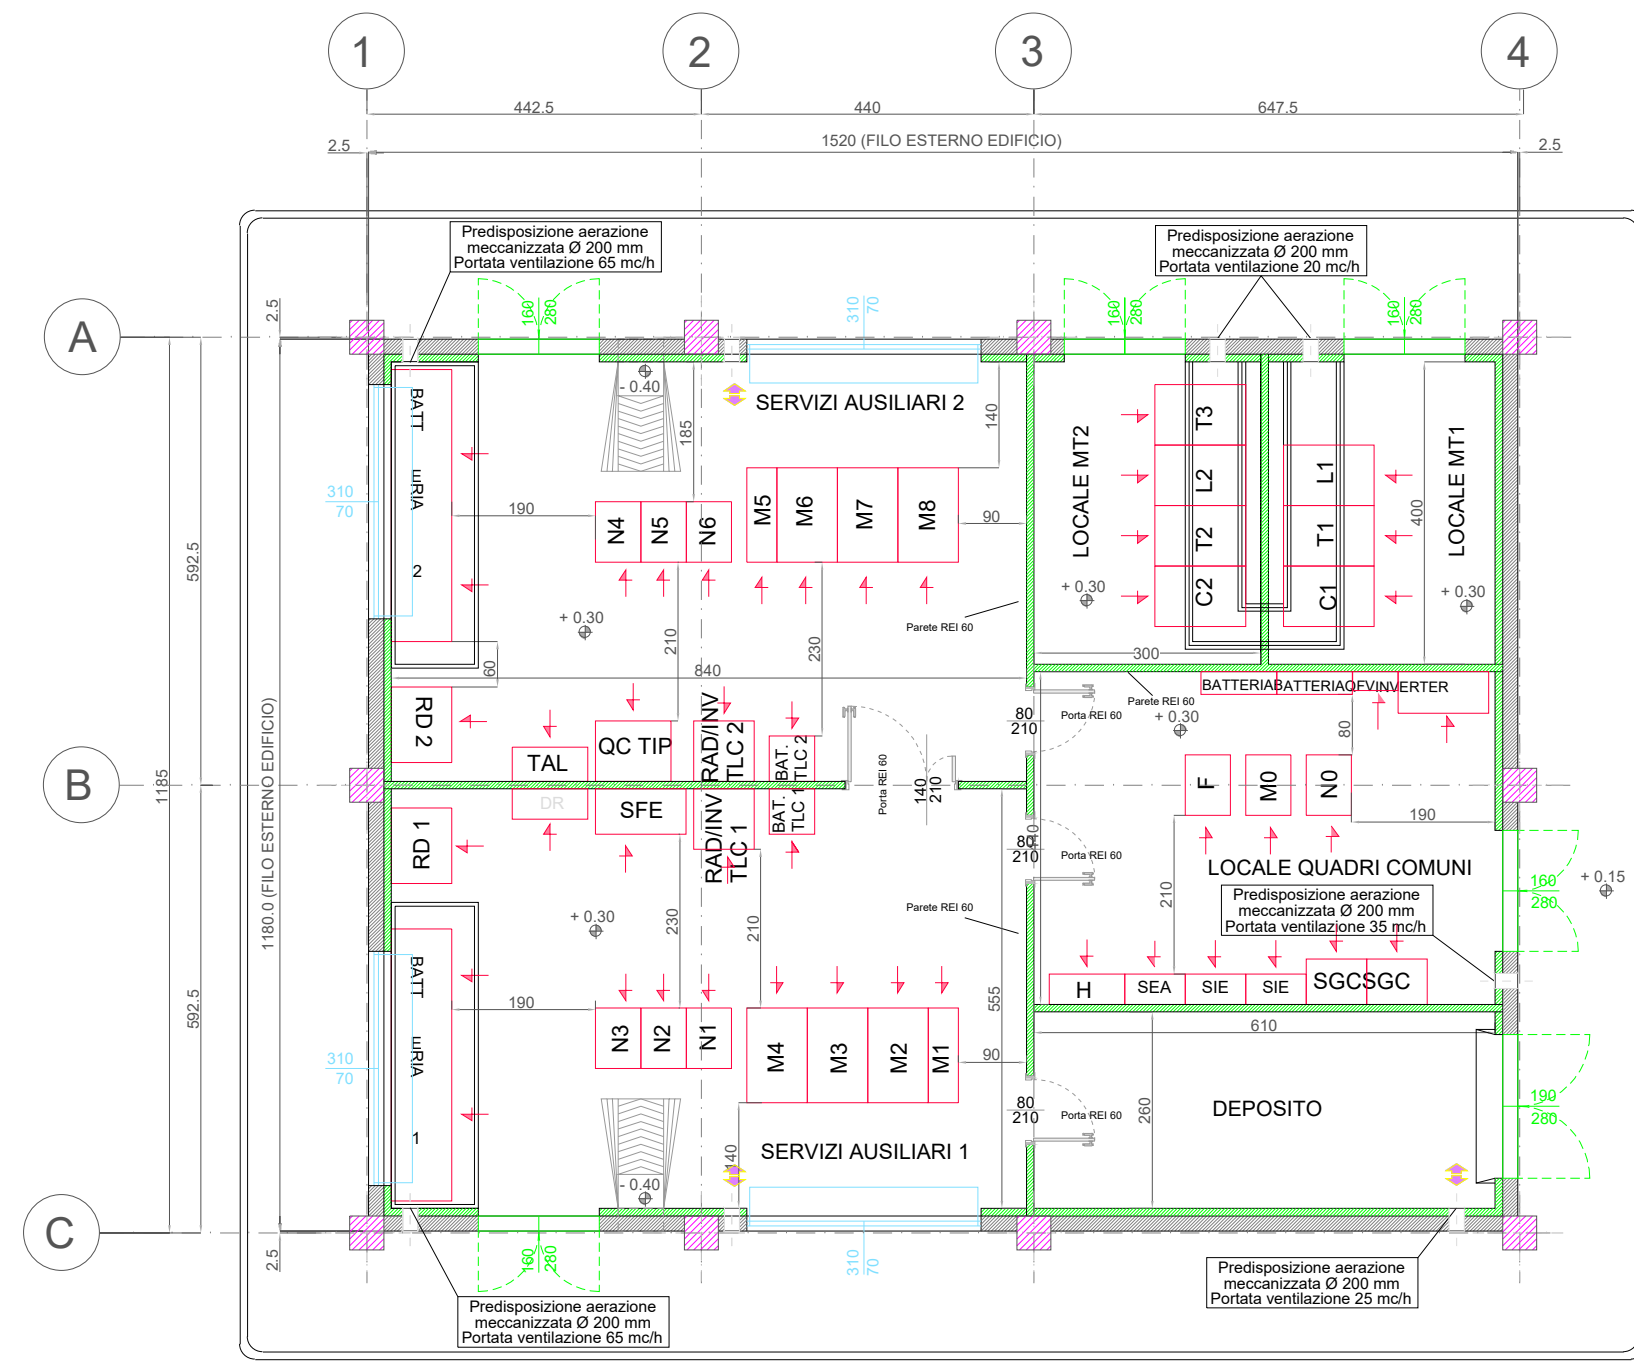 1
2
3
4
442.5
440
647.5
2.5
1520 (FILO ESTERNO EDIFICIO)
2.5
Predisposizione aerazione
meccanizzata Ø 200 mm
Portata ventilazione 65 mc/h
Predisposizione aerazione
meccanizzata Ø 200 mm
Portata ventilazione 20 mc/h
2.5
160
280
310
70
160
280
160
280
A
- 0.40
BATT
ERIA
2
SERVIZI AUSILIARI 2
185
140
310
70
190
N4
N5
N6
M5
M6
M7
M8
90
LOCALE MT2
T3
L2
T2
C2
L1
T1
C1
400
LOCALE MT1
592.5
+ 0.30
+ 0.30
+ 0.30
Parete REI 60
210
230
60
840
300
BATTERIA
BATTERIA
QFV
INVERTER
Parete REI 60
RD 2
TAL
QC TIP
RAD/INV
TLC 2
BAT.
TLC 2
80
210
Porta REI 60
+ 0.30
80
B
1185
Porta REI 60
140
210
F
M0
N0
DR
SFE
RAD/INV
TLC 1
BAT.
TLC 1
RD 1
80
210
440
Porta REI 60
190
LOCALE QUADRI COMUNI
160
280
+ 0.15
1180.0 (FILO ESTERNO EDIFICIO)
Predisposizione aerazione
meccanizzata Ø 200 mm
Portata ventilazione 35 mc/h
+ 0.30
Parete REI 60
230
210
210
BATT
ERIA
1
190
H
SEA
SIE
SIE
SGC
SGC
555
592.5
N3
N2
N1
M4
M3
M2
M1
90
610
310
70
80
210
Porta REI 60
260
DEPOSITO
190
280
140
SERVIZI AUSILIARI 1
- 0.40
C
2.5
160
280
310
70
Predisposizione aerazione
meccanizzata Ø 200 mm
Portata ventilazione 65 mc/h
Predisposizione aerazione
meccanizzata Ø 200 mm
Portata ventilazione 25 mc/h